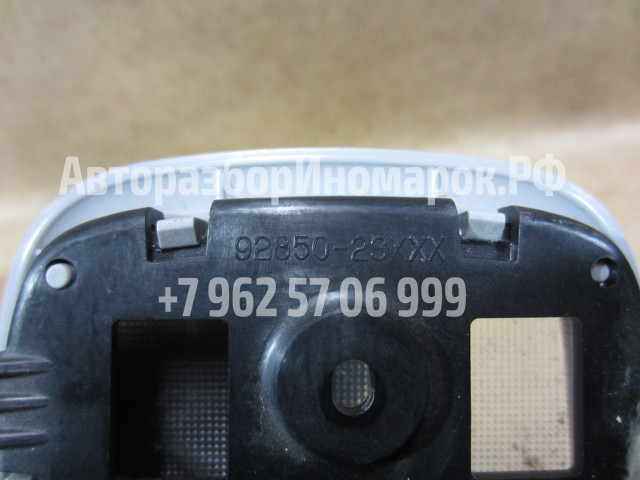 АвторазборИномарок.РФ
92850-2SXXX
+7 962 57 06 999